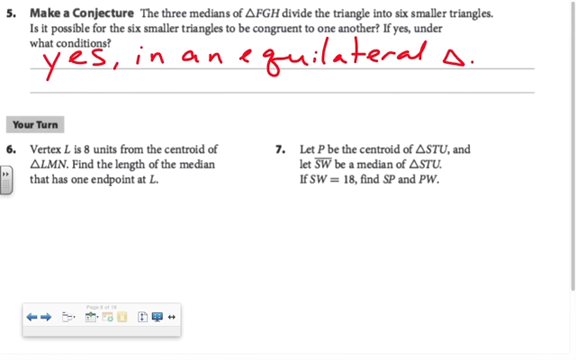 5. Make a Conjecture The three medians of △FGH divide the triangle into six smaller triangles.
Is it possible for the six smaller triangles to be congruent to one another? If yes, under
what conditions?
yes, in an equilateral △.
Your Turn
6. Vertex L is 8 units from the centroid of
△LMN. Find the length of the median
that has one endpoint at L.
7. Let P be the centroid of △STU, and
let SW be a median of △STU.
If SW = 18, find SP and PW.
Page 8 of 18